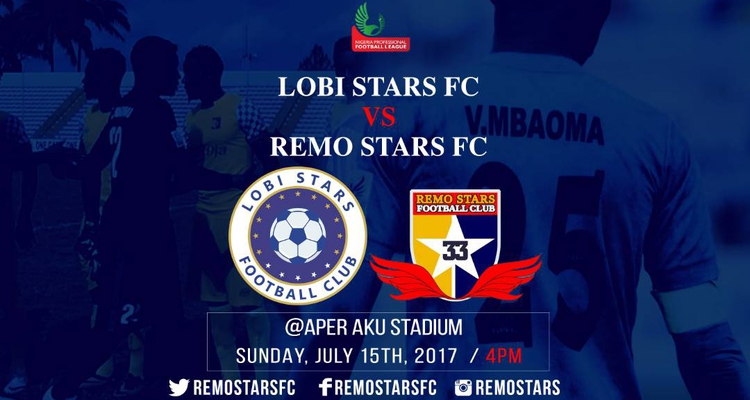 NIGERIA PROFESSIONAL
FOOTBALL LEAGUE
LOBI STARS FC
VS
REMO STARS FC
V.MBAOMA
25
LOBI STARS
FOOTBALL CLUB
REMO STARS
FOOTBALL CLUB
33
@APER AKU STADIUM
SUNDAY, JULY 15TH, 2017 / 4PM
REMOSTARSFC REMOSTARSFC REMOSTARS